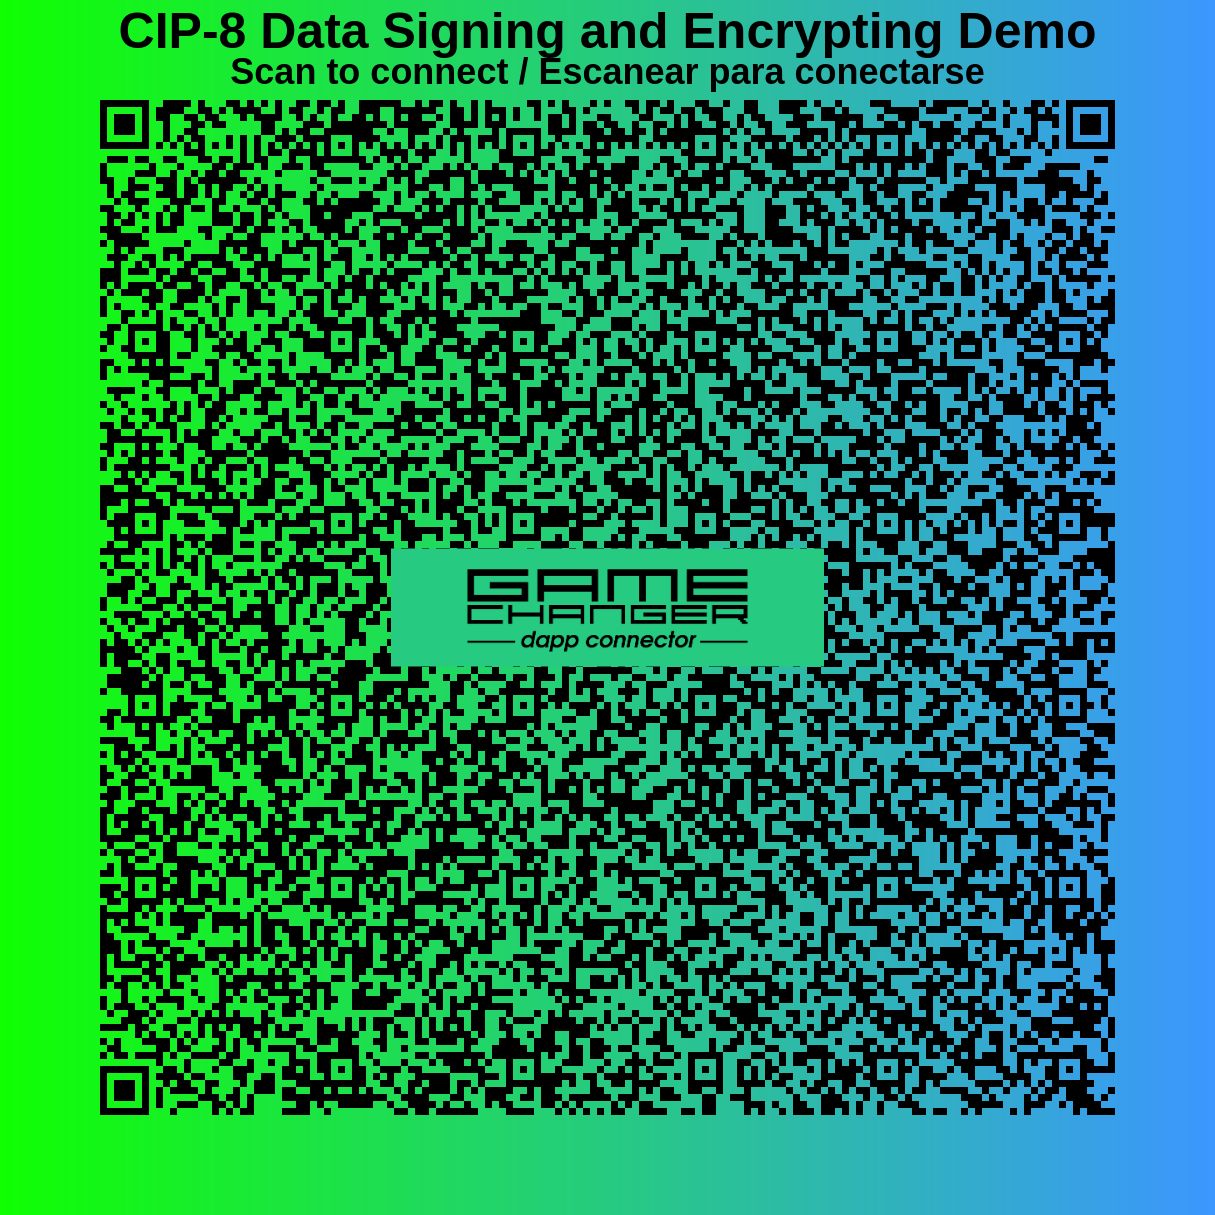 CIP-8 Data Signing and Encrypting Demo
Scan to connect / Escanear para conectarse
GAME
CHANGER
dapp connector